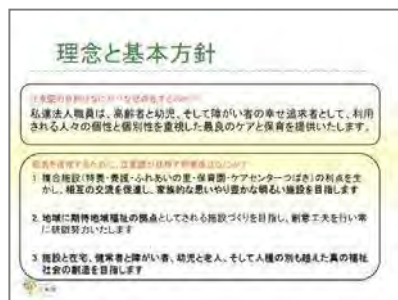 理念と基本方針
私達法人職員は、高齢者と幼児、そして障がい者の幸せ追求者として、利用
される人々の個性と個別性を重視した最良のケアと保育を提供いたします。
1 複合施設(特養・養護・ふれあいの里・保育園・ケアセンターつばき)の利点を生
かし、相互の交流を促進し、家族的な思いやり豊かな明るい施設を目指します
2 地域に期待地域福祉の拠点としてされる施設づくりを目指し、創意工夫を行い常
に研鑽努力いたします
3 施設と在宅、健常者と障がい者、幼児と老人、そして人種の別も越えた真の福祉
社会の創造を目指します